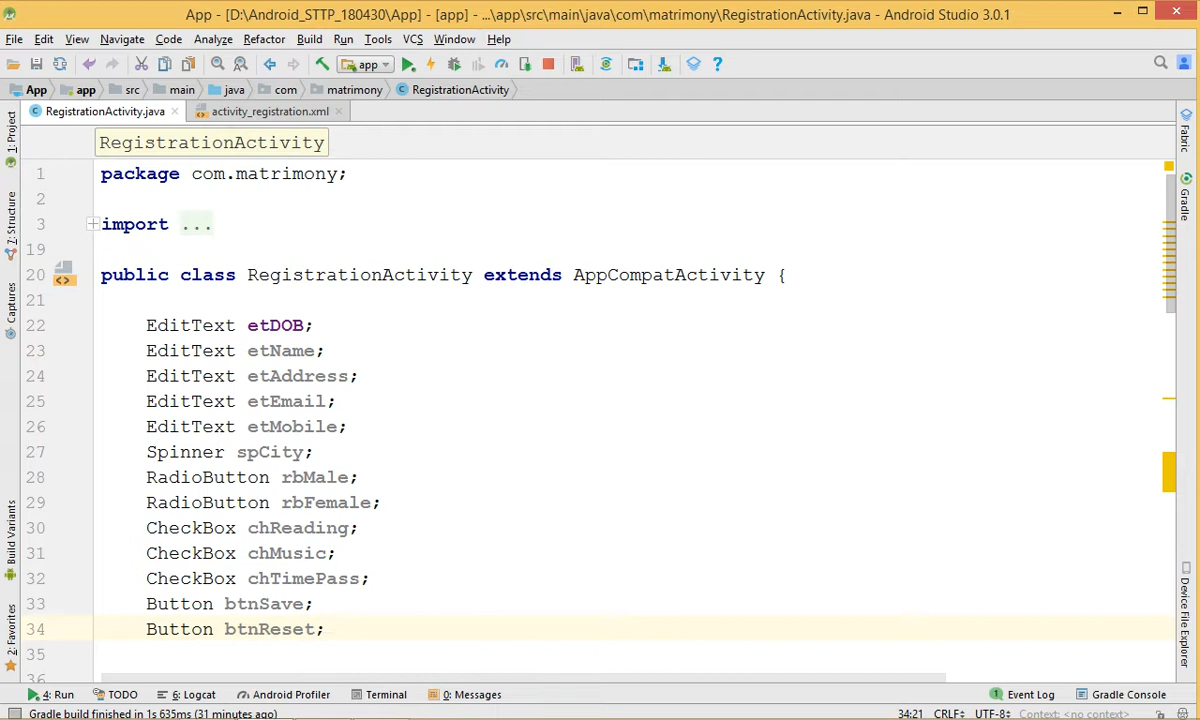 App - [D:\Android_STTP_180430\App] - [app] - ...\app\src\main\java\com\matrimony\RegistrationActivity.java - Android Studio 3.0.1
File Edit View Navigate Code Analyze Refactor Build Run Tools VCS Window Help
app
App app src main java com matrimony RegistrationActivity
RegistrationActivity.java activity_registration.xml
RegistrationActivity
1 package com.matrimony;
2
3 import ...
19
20 public class RegistrationActivity extends AppCompatActivity {
21
22 EditText etDOB;
23 EditText etName;
24 EditText etAddress;
25 EditText etEmail;
26 EditText etMobile;
27 Spinner spCity;
28 RadioButton rbMale;
29 RadioButton rbFemale;
30 CheckBox chReading;
31 CheckBox chMusic;
32 CheckBox chTimePass;
33 Button btnSave;
34 Button btnReset;
35
36
1: Project
7: Structure
Captures
Build Variants
2: Favorites
Fabric
Gradle
Device File Explorer
4: Run TODO 6: Logcat Android Profiler Terminal 0: Messages 1 Event Log Gradle Console
Gradle build finished in 1s 635ms (31 minutes ago) 34:21 CRLF UTF-8 Context: <no context>